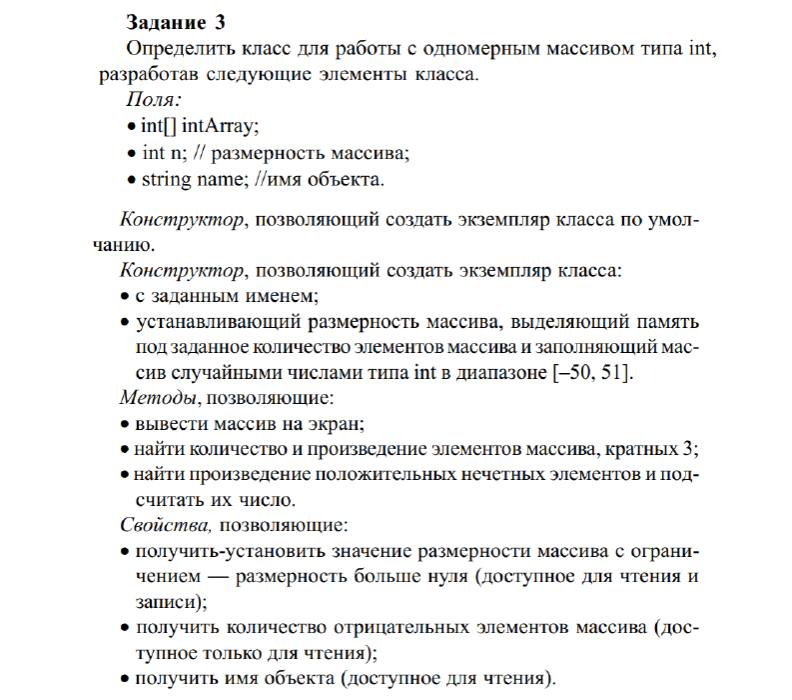 Задание 3
Определить класс для работы с одномерным массивом типа int,
разработав следующие элементы класса.
Поля:
• int[] intArray;
• int n; // размерность массива;
• string name; //имя объекта.
Конструктор, позволяющий создать экземпляр класса по умол-
чанию.
Конструктор, позволяющий создать экземпляр класса:
• с заданным именем;
• устанавливающий размерность массива, выделяющий память
под заданное количество элементов массива и заполняющий мас-
сив случайными числами типа int в диапазоне [–50, 51].
Методы, позволяющие:
• вывести массив на экран;
• найти количество и произведение элементов массива, кратных 3;
• найти произведение положительных нечетных элементов и под-
считать их число.
Свойства, позволяющие:
• получить-установить значение размерности массива с ограни-
чением — размерность больше нуля (доступное для чтения и
записи);
• получить количество отрицательных элементов массива (дос-
тупное только для чтения);
• получить имя объекта (доступное для чтения).